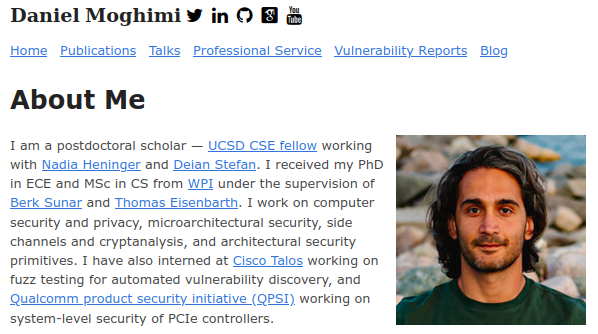 Daniel Moghimi
You Tube
Home Publications Talks Professional Service Vulnerability Reports Blog
About Me
I am a postdoctoral scholar — UCSD CSE fellow working
with Nadia Heninger and Deian Stefan. I received my PhD
in ECE and MSc in CS from WPI under the supervision of
Berk Sunar and Thomas Eisenbarth. I work on computer
security and privacy, microarchitectural security, side
channels and cryptanalysis, and architectural security
primitives. I have also interned at Cisco Talos working on
fuzz testing for automated vulnerability discovery, and
Qualcomm product security initiative (QPSI) working on
system-level security of PCIe controllers.